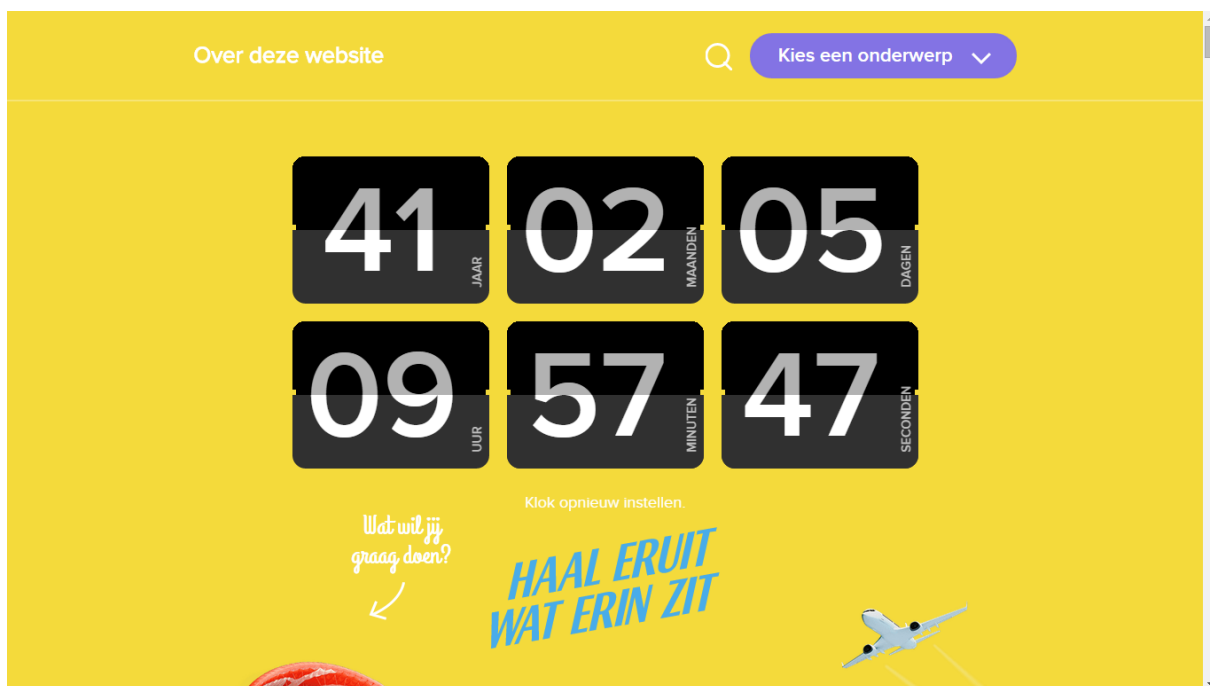 Over deze website
Kies een onderwerp
41 JAAR
02 MAANDEN
05 DAGEN
09 UUR
57 MINUTEN
47 SECONDEN
Klok opnieuw instellen.
Wat wil jij
graag doen?
HAAL ERUIT
WAT ERIN ZIT